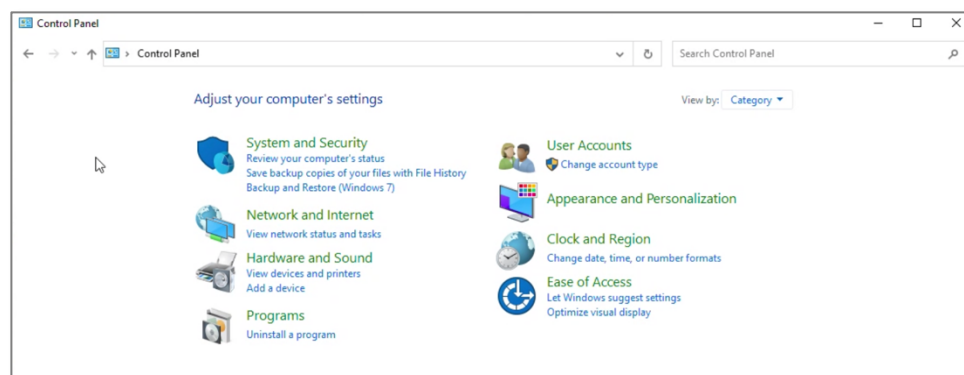 Control Panel
Control Panel
Search Control Panel
Adjust your computer's settings
View by: Category
System and Security
Review your computer's status
Save backup copies of your files with File History
Backup and Restore (Windows 7)
Network and Internet
View network status and tasks
Hardware and Sound
View devices and printers
Add a device
Programs
Uninstall a program
User Accounts
Change account type
Appearance and Personalization
Clock and Region
Change date, time, or number formats
Ease of Access
Let Windows suggest settings
Optimize visual display